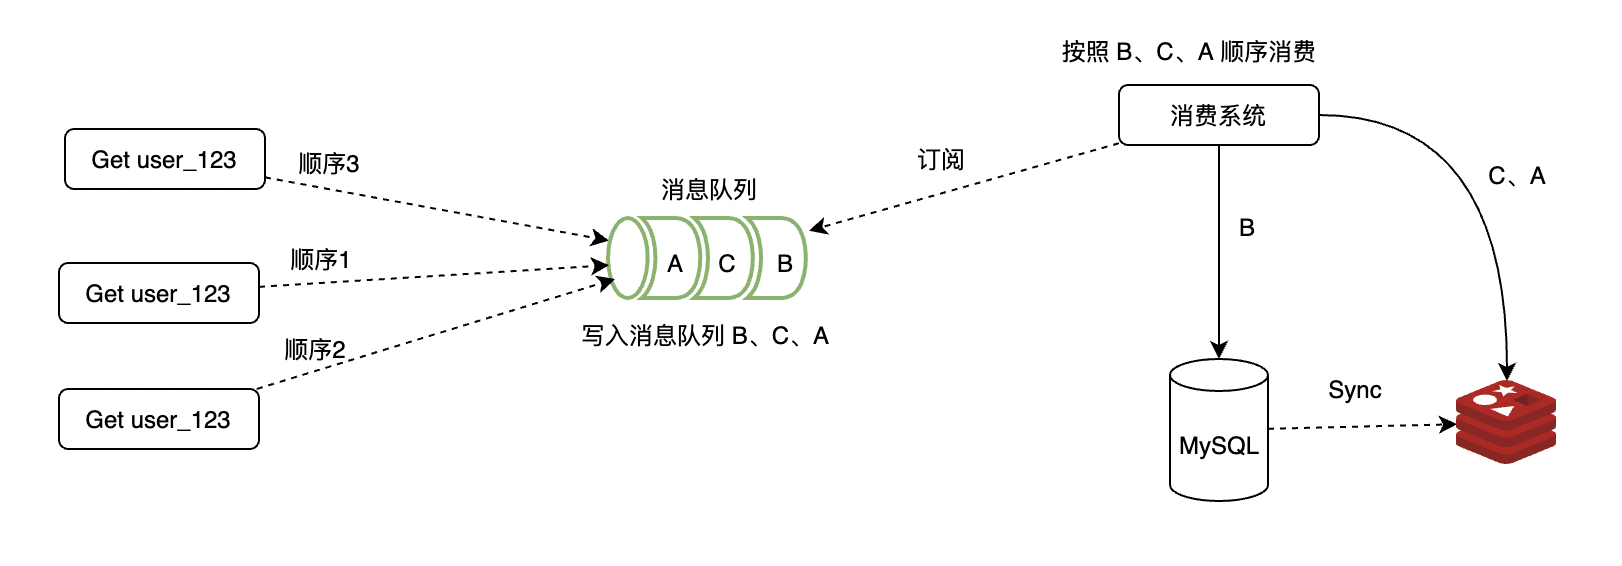 按照 B、C、A 顺序消费
消费系统
Get user_123
顺序3
订阅
消息队列
C、A
B
Get user_123
顺序1
A
C
B
写入消息队列 B、C、A
Get user_123
顺序2
Sync
MySQL